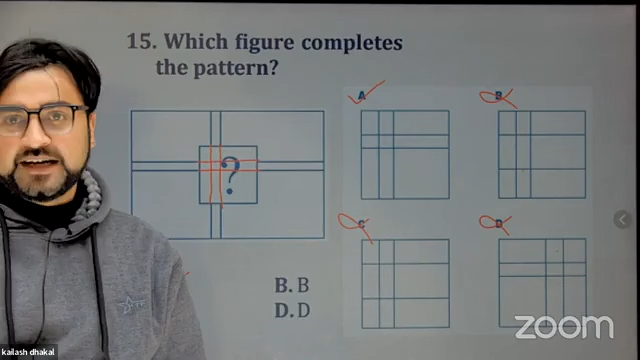 15. Which figure completes
the pattern?
A
B
?
C
D
B. B
D. D
kailash dhakal
zoom